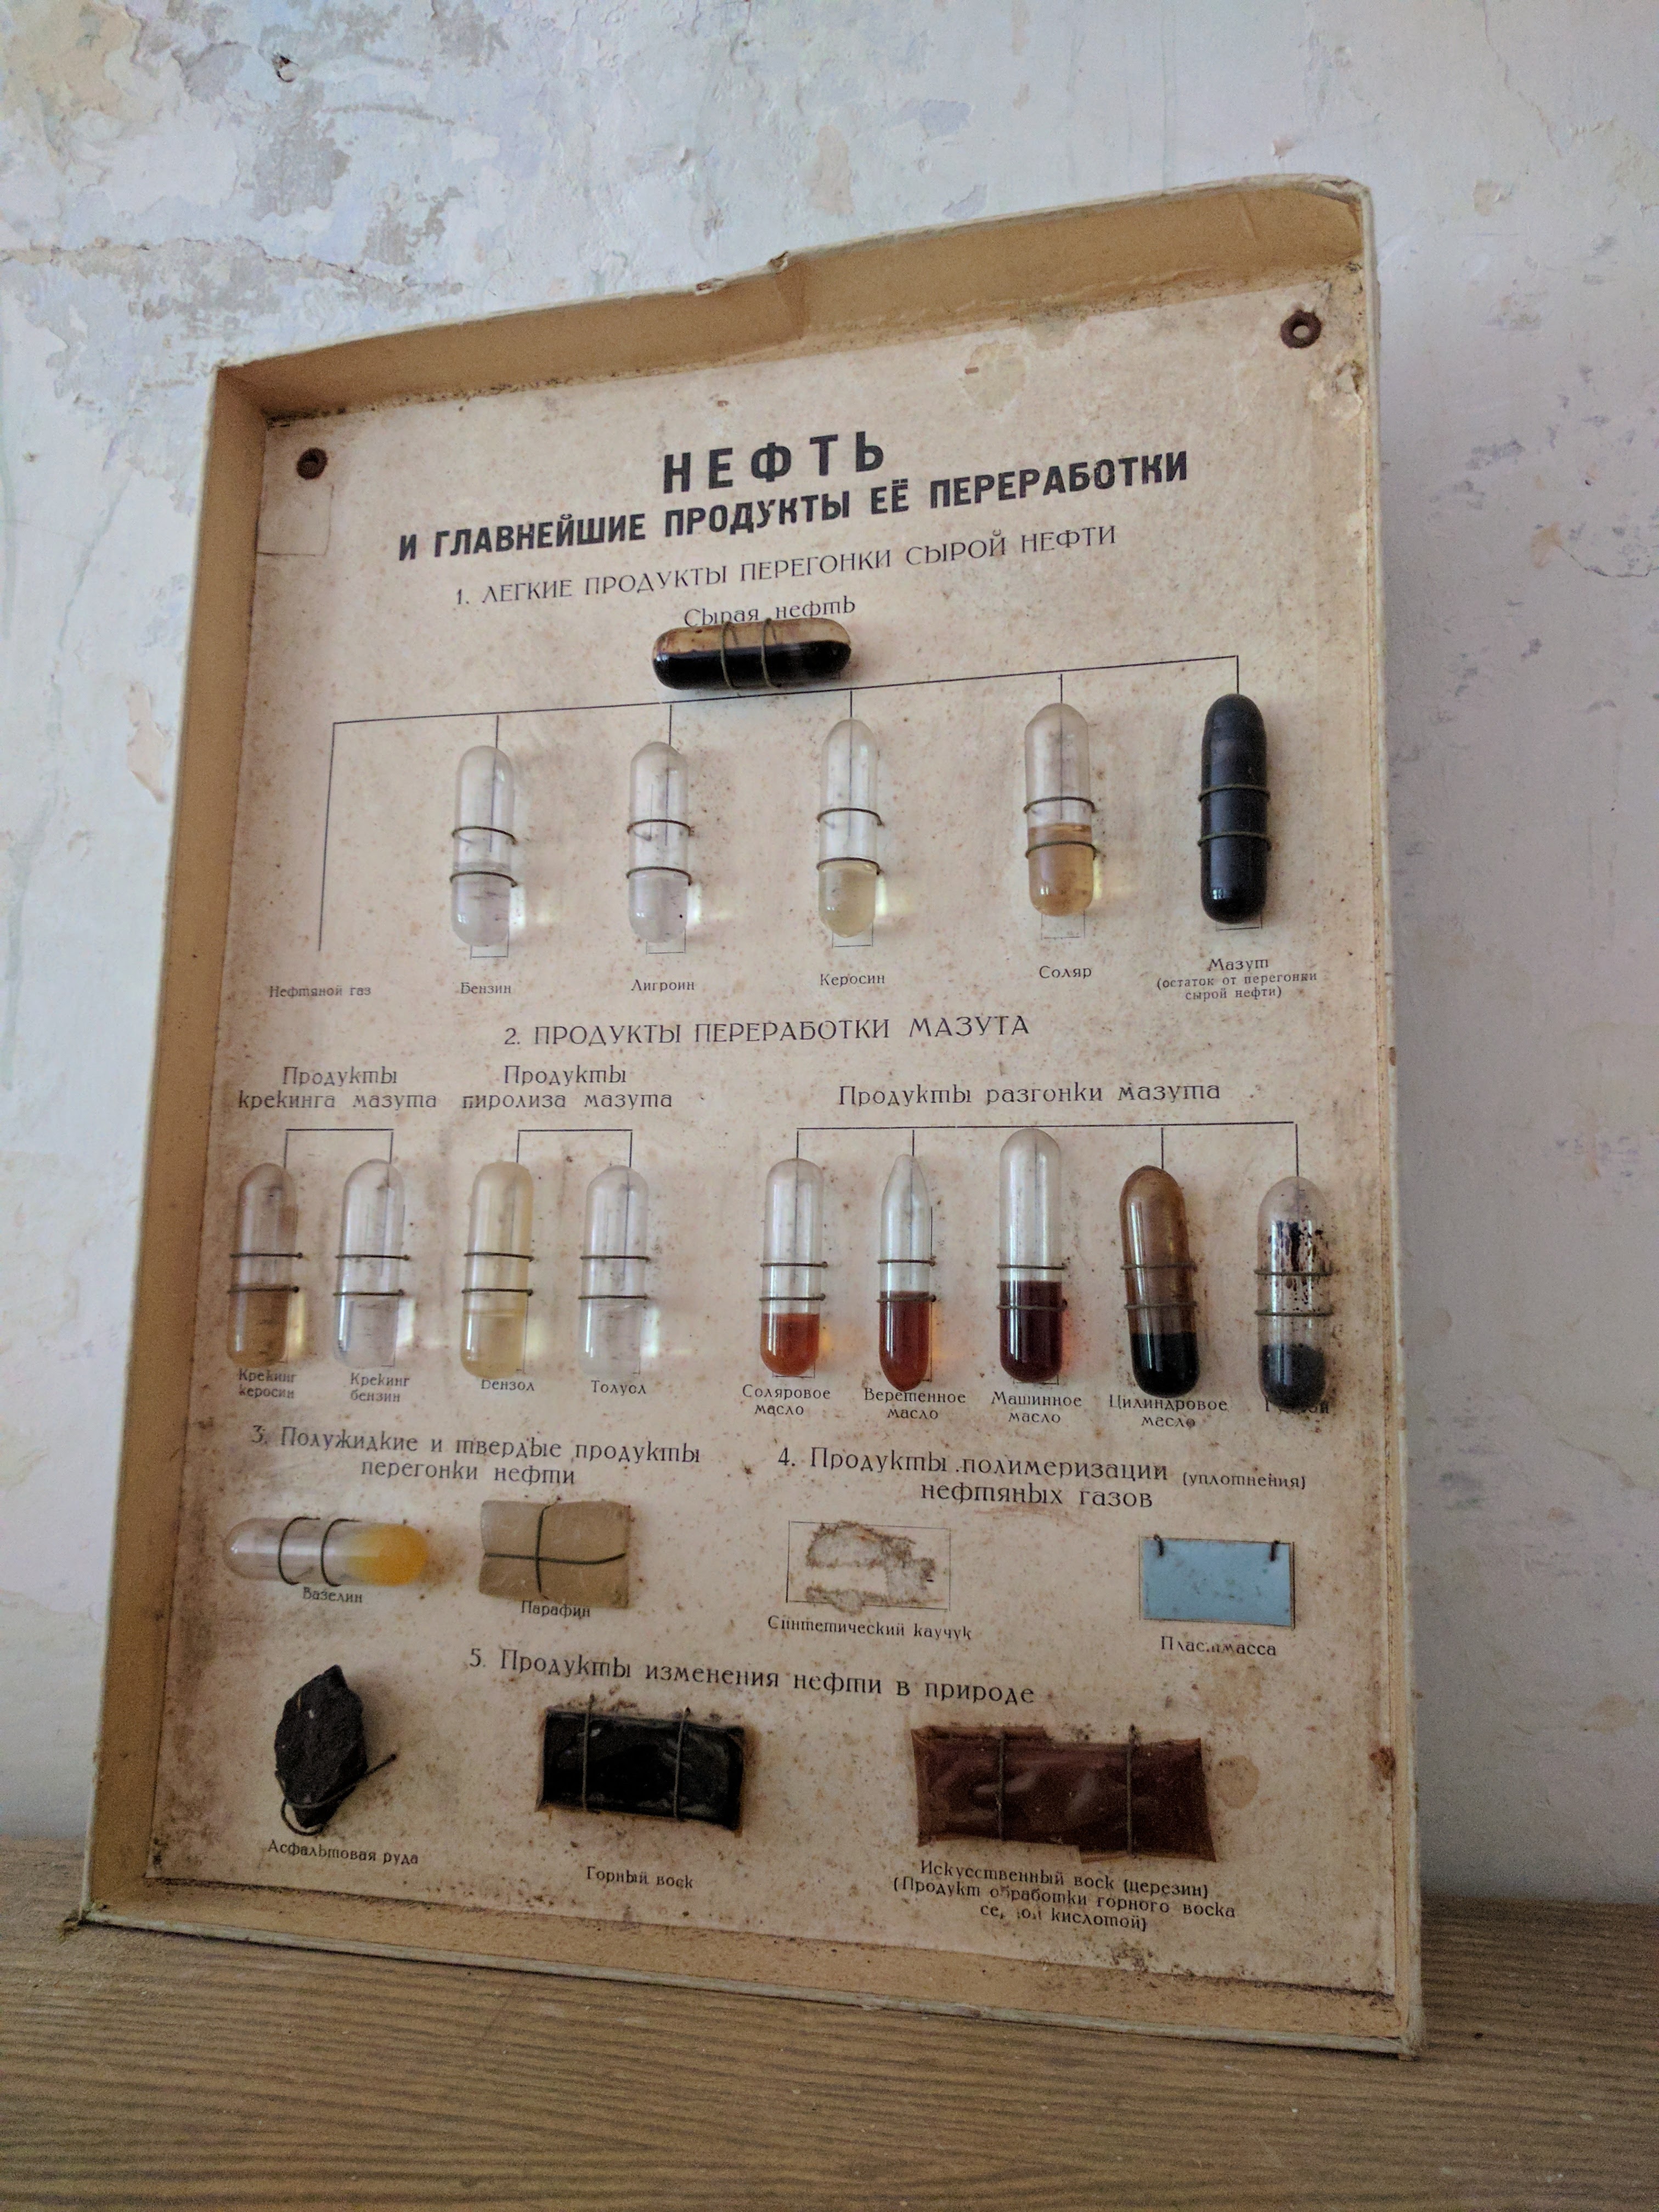 НЕФТЬ
И ГЛАВНЕЙШИЕ ПРОДУКТЫ ЕЁ ПЕРЕРАБОТКИ
1. ЛЕГКИЕ ПРОДУКТЫ ПЕРЕГОНКИ СЫРОЙ НЕФТИ
Сырая нефть
Нефтяной газ
Бензин
Лигроин
Керосин
Соляр
Мазут
(остаток от перегонки
сырой нефти)
2. ПРОДУКТЫ ПЕРЕРАБОТКИ МАЗУТА
Продукты
крекинга мазута
Продукты
пиролиза мазута
Продукты разгонки мазута
Крекинг
керосин
Крекинг
бензин
Бензол
Толуол
Соляровое
масло
Веретенное
масло
Машинное
масло
Цилиндровое
масло
3. Полужидкие и твердые продукты
перегонки нефти
4. Продукты полимеризации (уплотнения)
нефтяных газов
Вазелин
Парафин
Синтетический каучук
Пластмасса
5. Продукты изменения нефти в природе
Асфальтовая руда
Горный воск
Искусственный воск (церезин)
(Продукт обработки горного воска
кислотой)